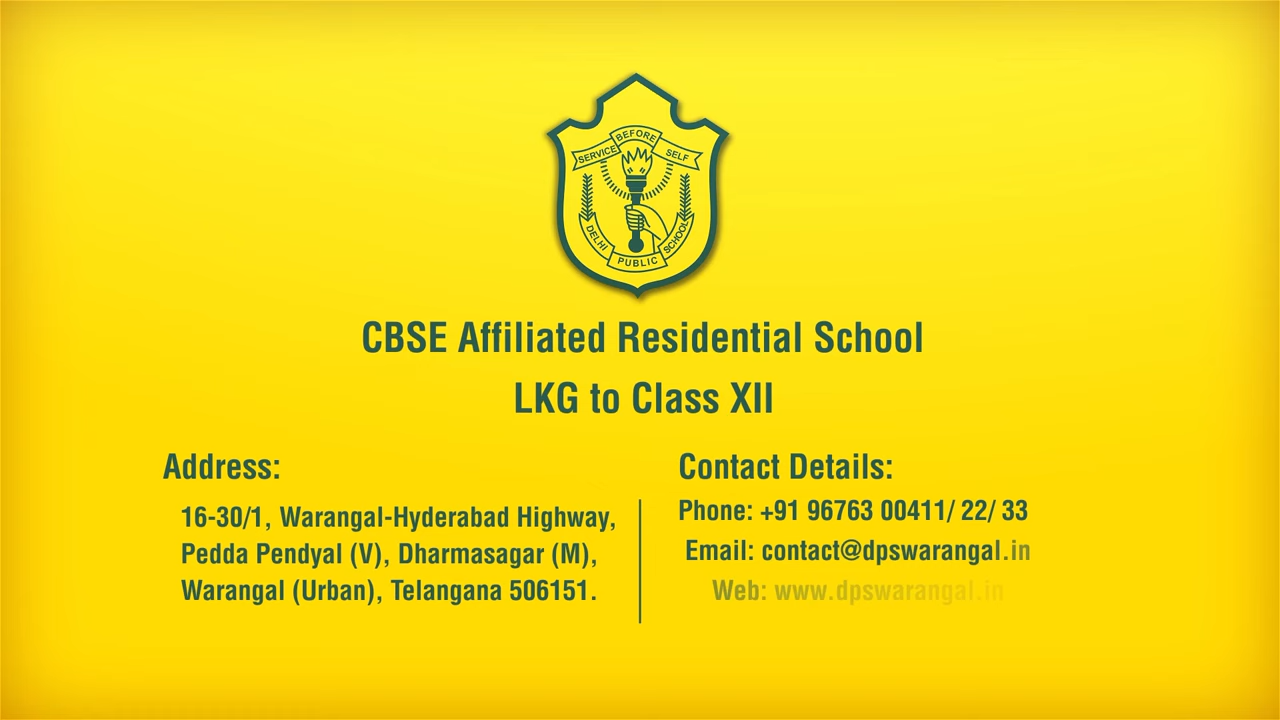 SERVICE BEFORE SELF
DELHI PUBLIC SCHOOL
CBSE Affiliated Residential School
LKG to Class XII
Address:
16-30/1, Warangal-Hyderabad Highway,
Pedda Pendyal (V), Dharmasagar (M),
Warangal (Urban), Telangana 506151.
Contact Details:
Phone: +91 96763 00411/ 22/ 33
Email: contact@dpswarangal.in
Web: www.dpswarangal.in